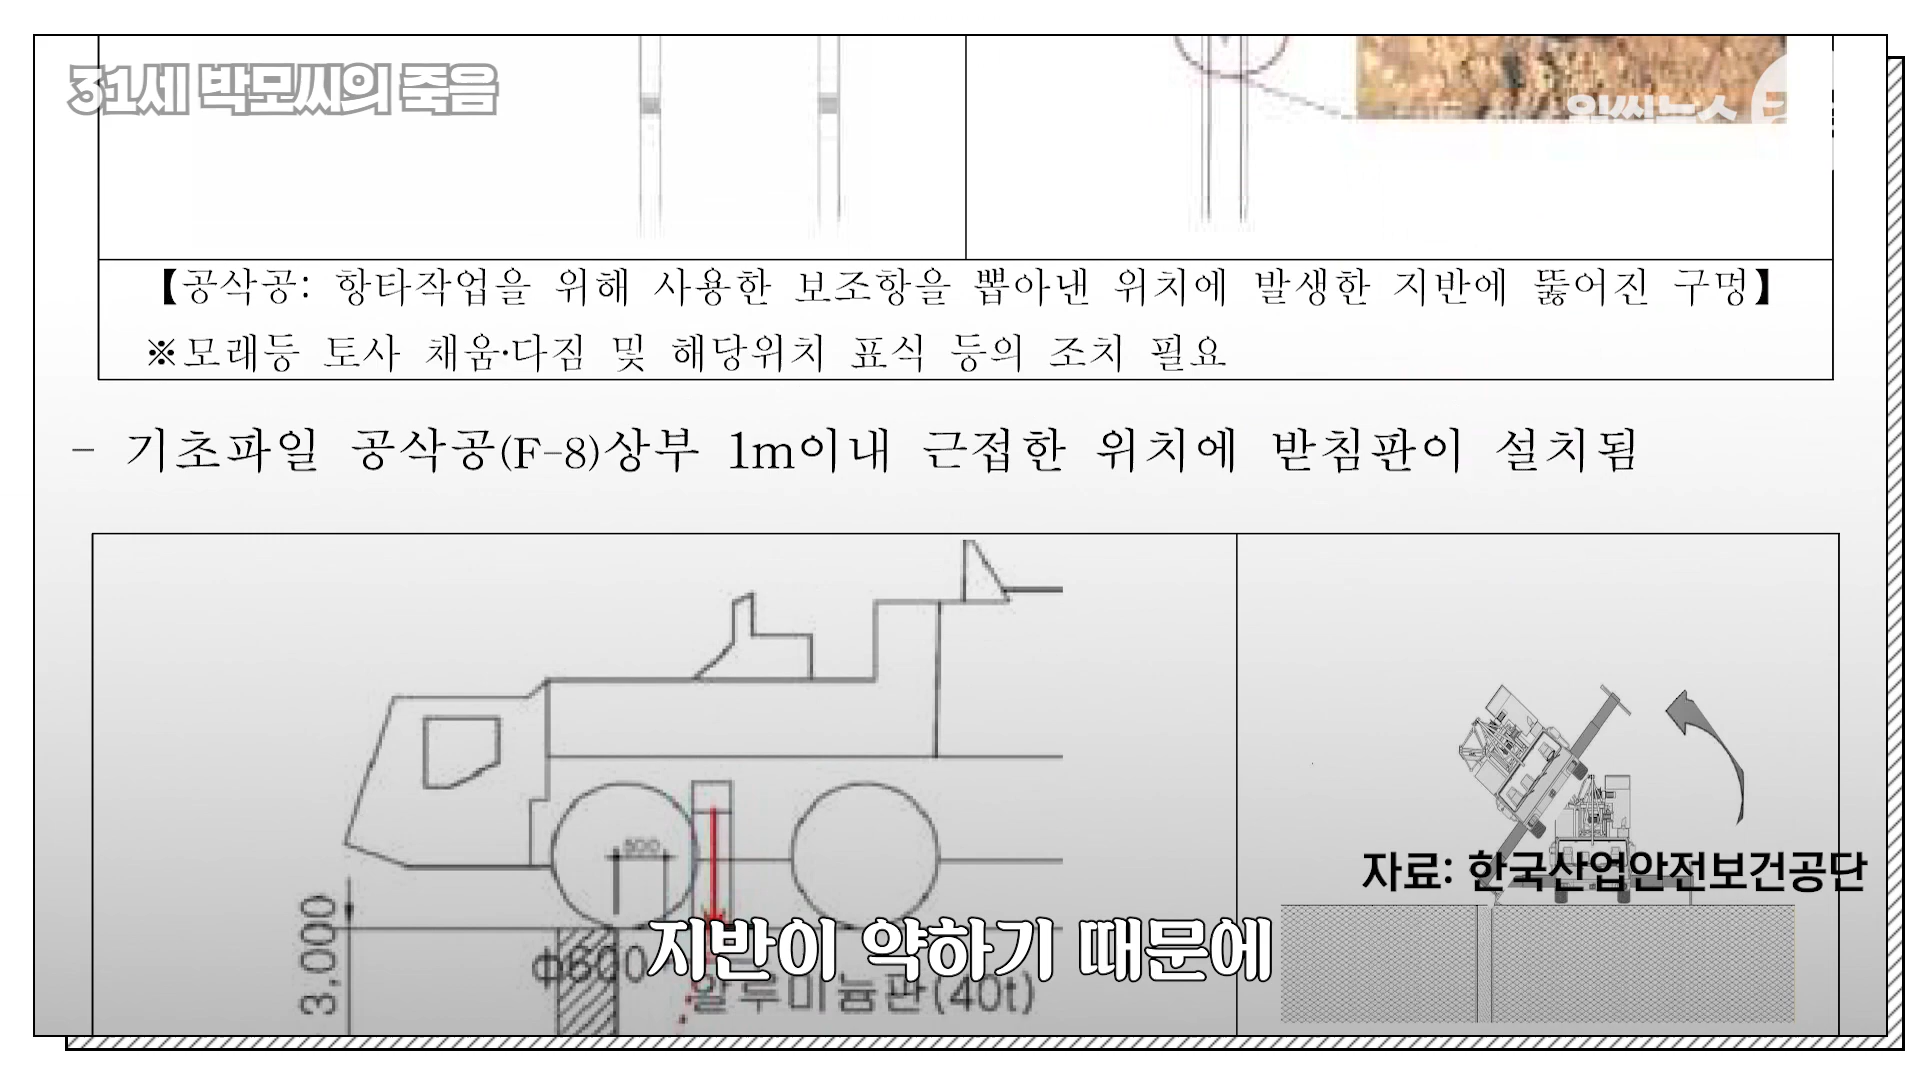 31세 박모씨의 죽음
【공삭공: 항타작업을 위해 사용한 보조항을 뽑아낸 위치에 발생한 지반에 뚫어진 구멍】
※모래등 토사 채움·다짐 및 해당위치 표식 등의 조치 필요
- 기초파일 공삭공(F-8)상부 1m이내 근접한 위치에 받침판이 설치됨
500
자료: 한국산업안전보건공단
3,000
ф600
지반이 약하기 때문에
알루미늄판(40t)